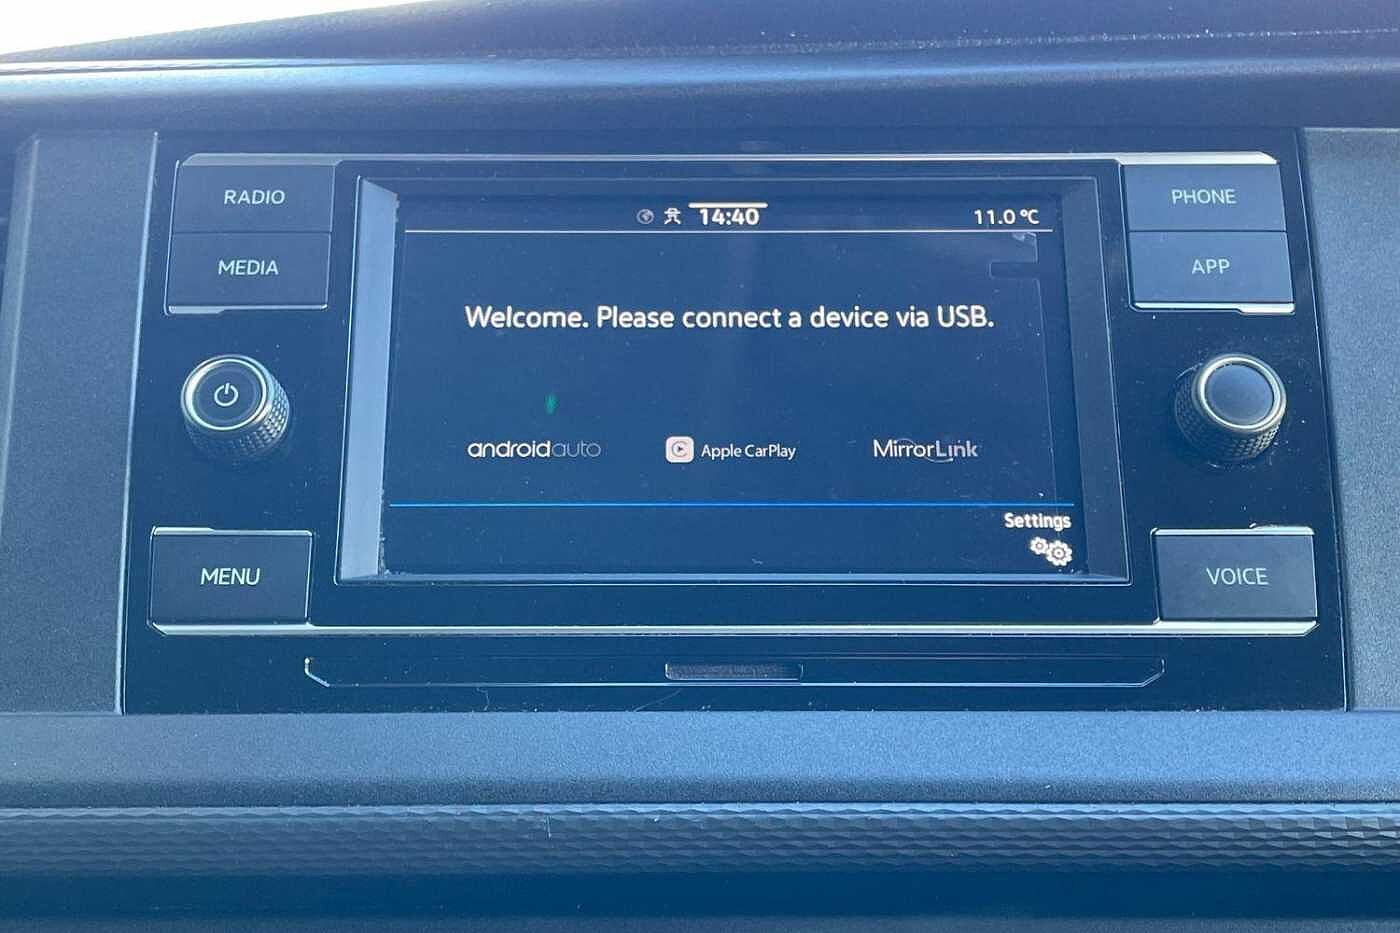 RADIO
MEDIA
MENU
14:40
11.0 °C
Welcome. Please connect a device via USB.
androidauto
Apple CarPlay
MirrorLink
Settings
PHONE
APP
VOICE